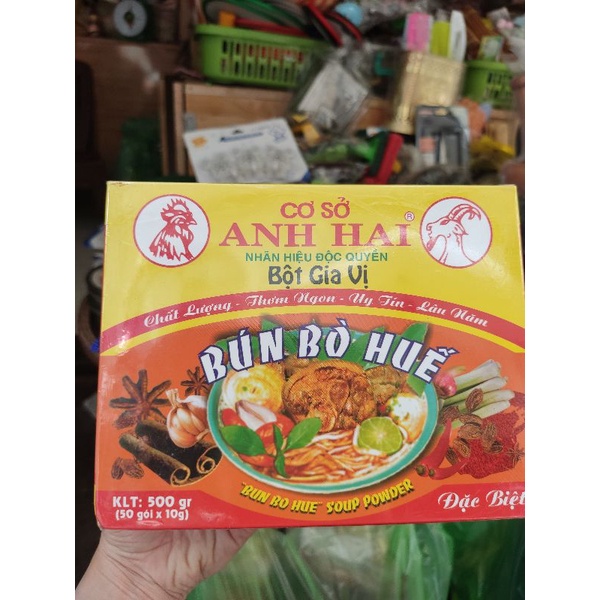 CƠ SỞ
ANH HAI ®
NHÃN HIỆU ĐỘC QUYỀN
Bột Gia Vị
Chất Lượng - Thơm Ngon - Uy Tín - Lâu Năm
BÚN BÒ HUẾ
"BUN BO HUE" SOUP POWDER
KLT: 500 gr
(50 gói x 10g)
Đặc Biệt